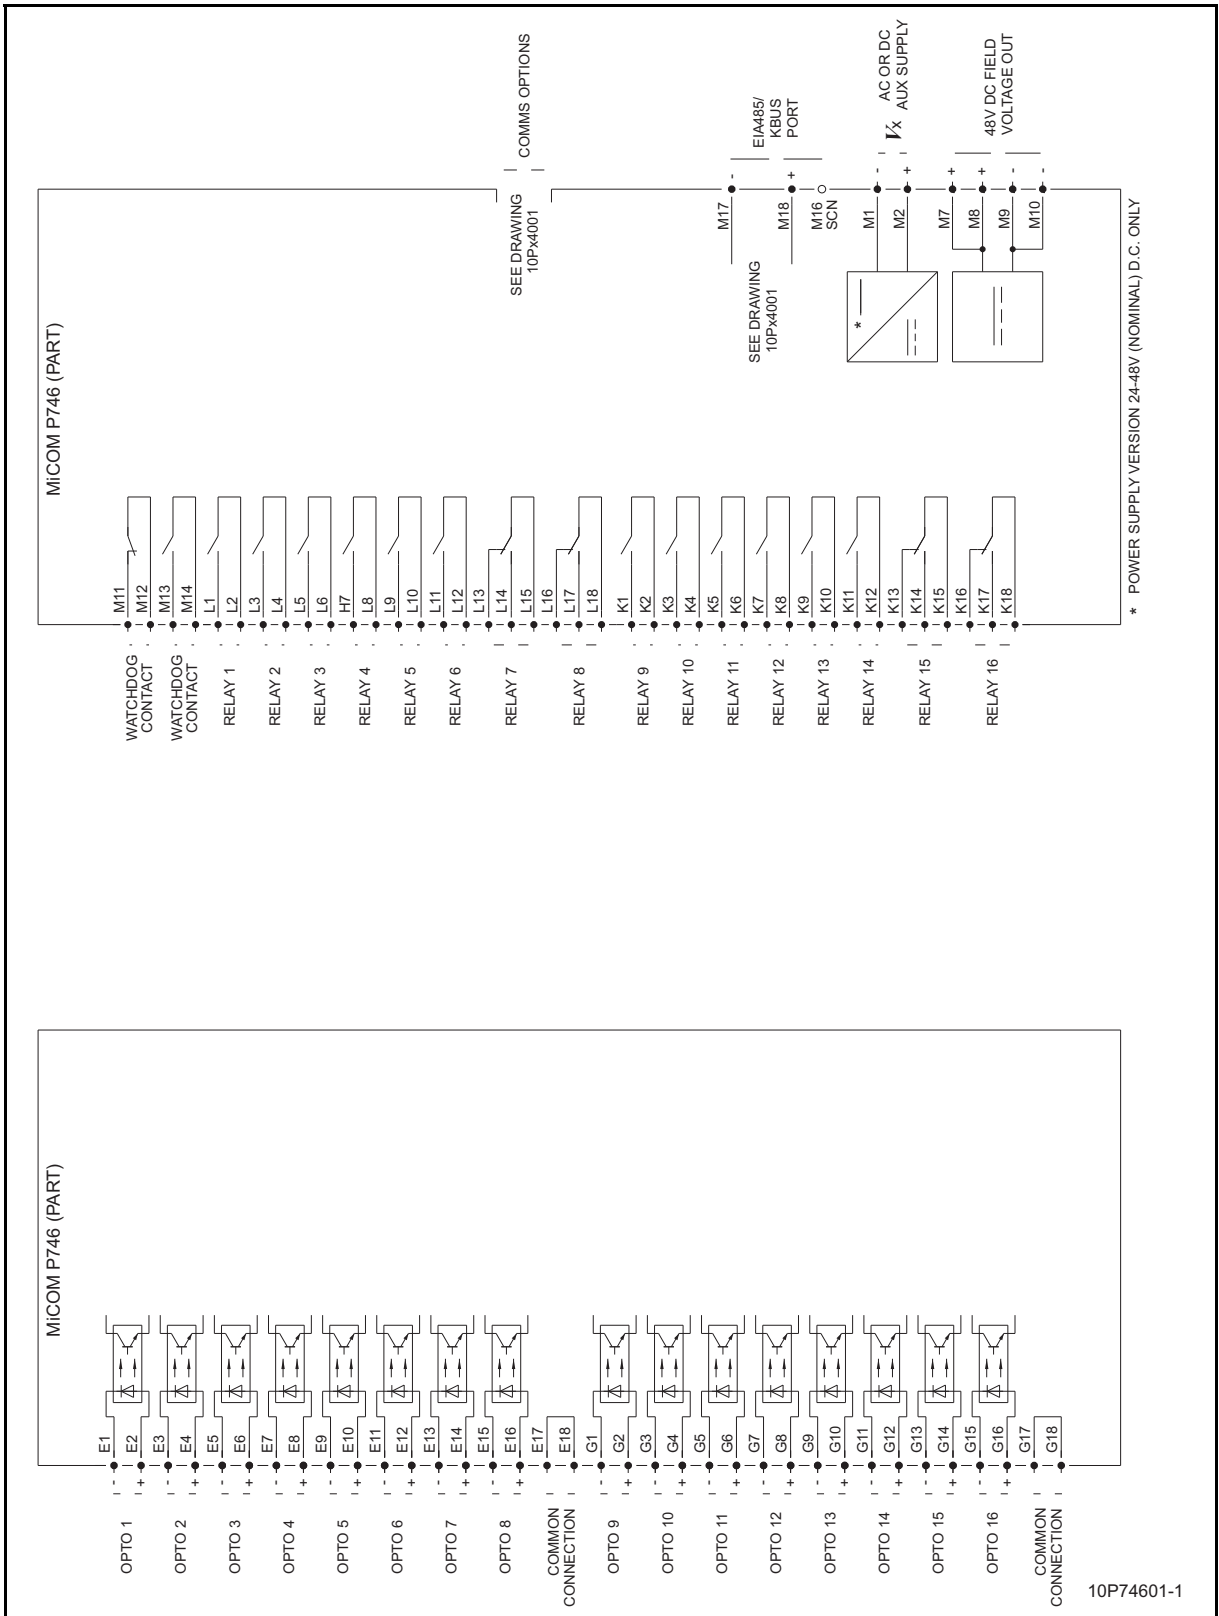 MiCOM P746 (PART)
M11
M12
M13
M14
L1
L2
L3
L4
L5
L6
H7
L8
L9
L10
L11
L12
L13
L14
L15
L16
L17
L18
K1
K2
K3
K4
K5
K6
K7
K8
K9
K10
K11
K12
K13
K14
K15
K16
K17
K18
WATCHDOG
CONTACT
WATCHDOG
CONTACT
RELAY 1
RELAY 2
RELAY 3
RELAY 4
RELAY 5
RELAY 6
RELAY 7
RELAY 8
RELAY 9
RELAY 10
RELAY 11
RELAY 12
RELAY 13
RELAY 14
RELAY 15
RELAY 16
COMMS OPTIONS
SEE DRAWING
10Px4001
EIA485/
KBUS
PORT
M17 -
M18 +
M16
SCN
SEE DRAWING
10Px4001
AC OR DC
AUX SUPPLY
Vx
M1 -
M2 +
*
48V DC FIELD
VOLTAGE OUT
M7 +
M8 +
M9 -
M10 -
* POWER SUPPLY VERSION 24-48V (NOMINAL) D.C. ONLY
MiCOM P746 (PART)
E1 -
E2 +
E3 -
E4 +
E5 -
E6 +
E7 -
E8 +
E9 -
E10 +
E11 -
E12 +
E13 -
E14 +
E15 -
E16 +
E17
E18
G1 -
G2 +
G3 -
G4 +
G5 -
G6 +
G7 -
G8 +
G9 -
G10 +
G11 -
G12 +
G13 -
G14 +
G15 -
G16 +
G17
G18
OPTO 1
OPTO 2
OPTO 3
OPTO 4
OPTO 5
OPTO 6
OPTO 7
OPTO 8
COMMON
CONNECTION
OPTO 9
OPTO 10
OPTO 11
OPTO 12
OPTO 13
OPTO 14
OPTO 15
OPTO 16
COMMON
CONNECTION
10P74601-1